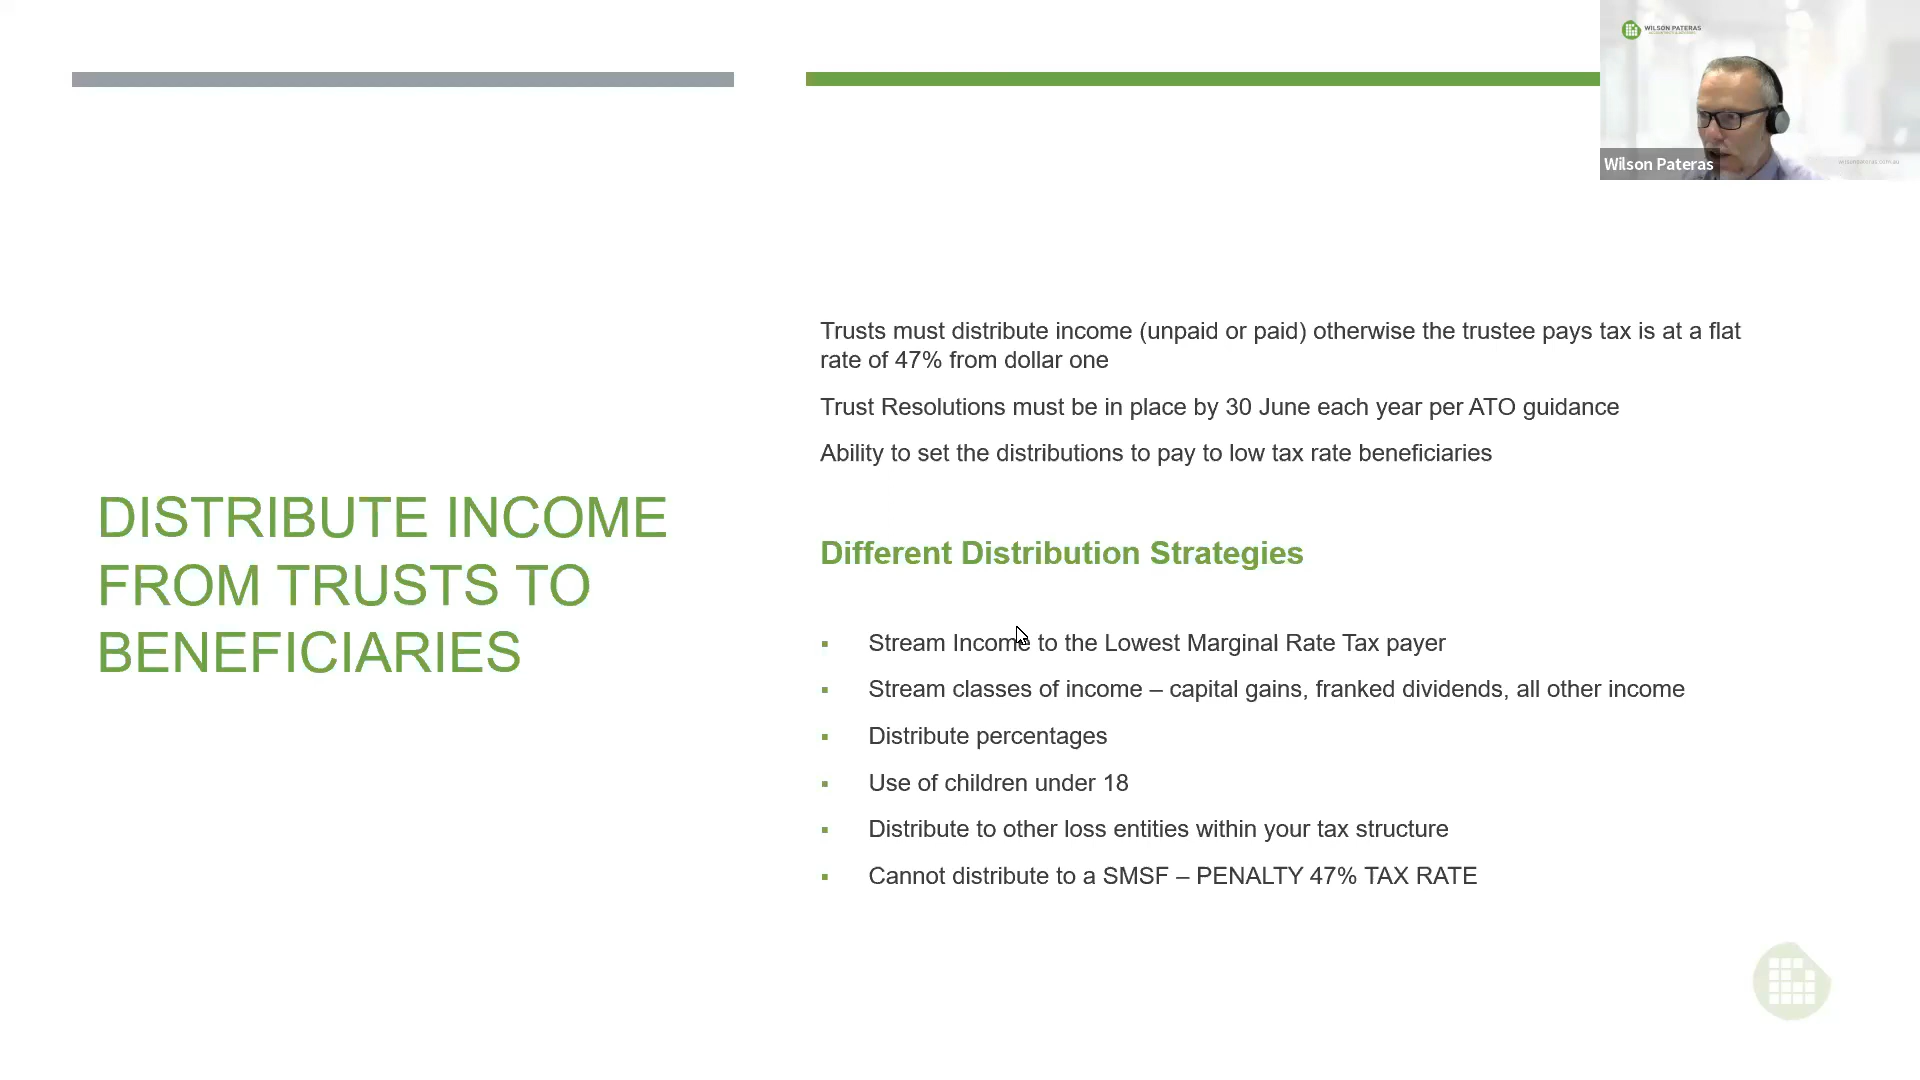 WILSON PATERAS
Wilson Pateras
DISTRIBUTE INCOME
FROM TRUSTS TO
BENEFICIARIES
Trusts must distribute income (unpaid or paid) otherwise the trustee pays tax is at a flat
rate of 47% from dollar one
Trust Resolutions must be in place by 30 June each year per ATO guidance
Ability to set the distributions to pay to low tax rate beneficiaries
Different Distribution Strategies
▪ Stream Income to the Lowest Marginal Rate Tax payer
▪ Stream classes of income – capital gains, franked dividends, all other income
▪ Distribute percentages
▪ Use of children under 18
▪ Distribute to other loss entities within your tax structure
▪ Cannot distribute to a SMSF – PENALTY 47% TAX RATE